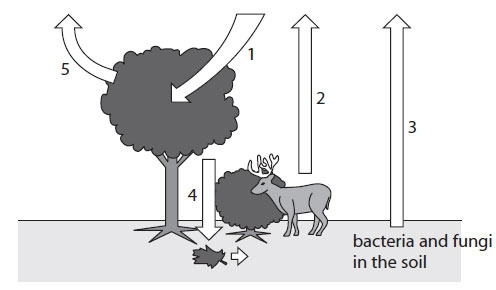 1
5
2
3
4
bacteria and fungi
in the soil